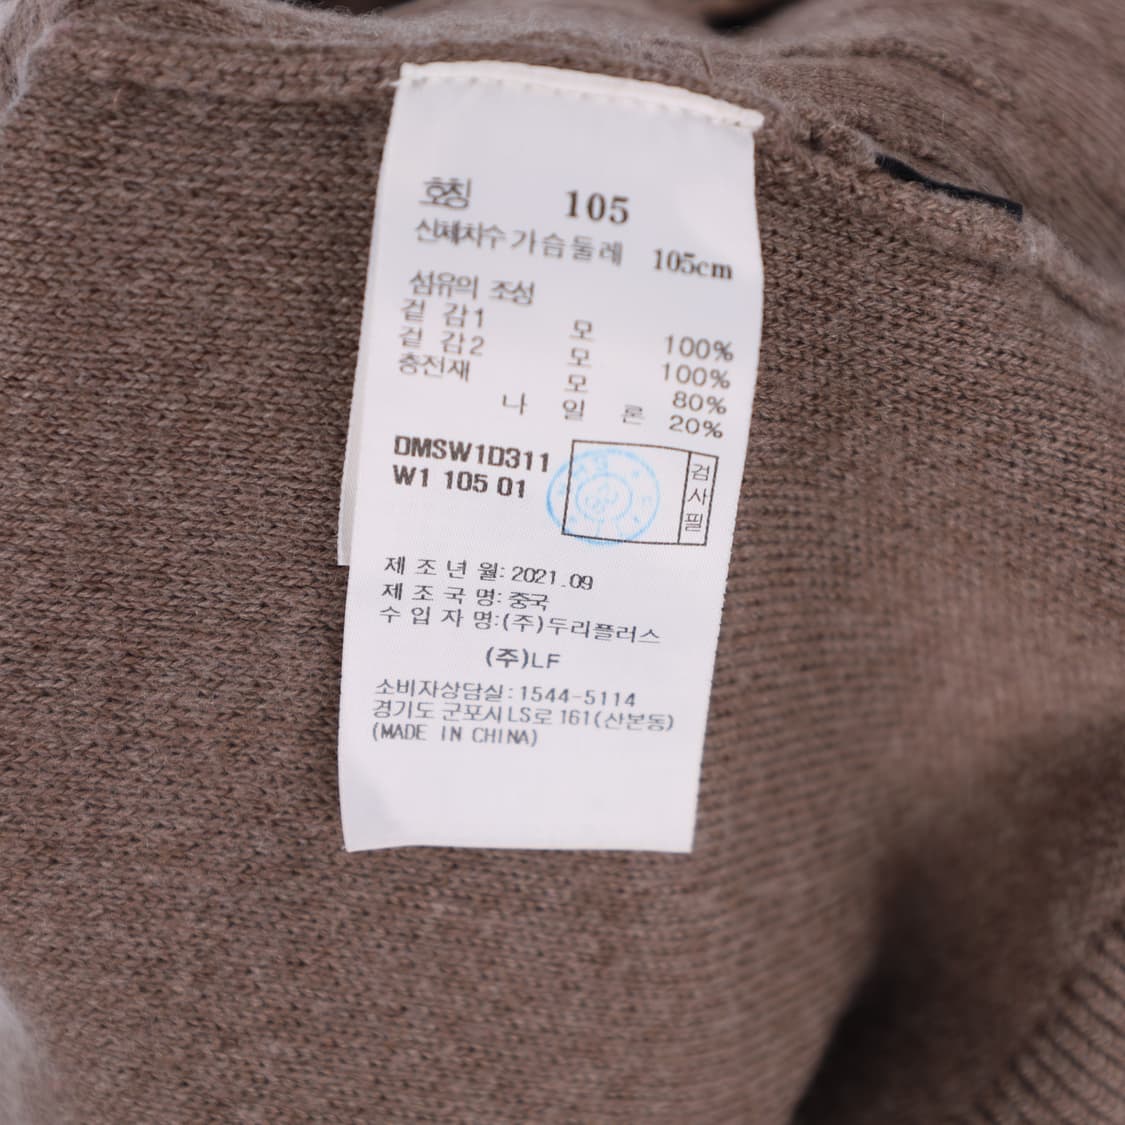 호칭 105
신체치수 가슴둘레 105cm
섬유의 조성
겉 감1 모 100%
겉 감2 모 100%
충전재 모 80%
나 일 론 20%
DMSW1D311
W1 105 01
검사필
제 조 년 월: 2021.09
제 조 국 명: 중국
수 입 자 명:(주)두리플러스
(주)LF
소비자상담실:1544-5114
경기도 군포시LS로 161(산본동)
(MADE IN CHINA)